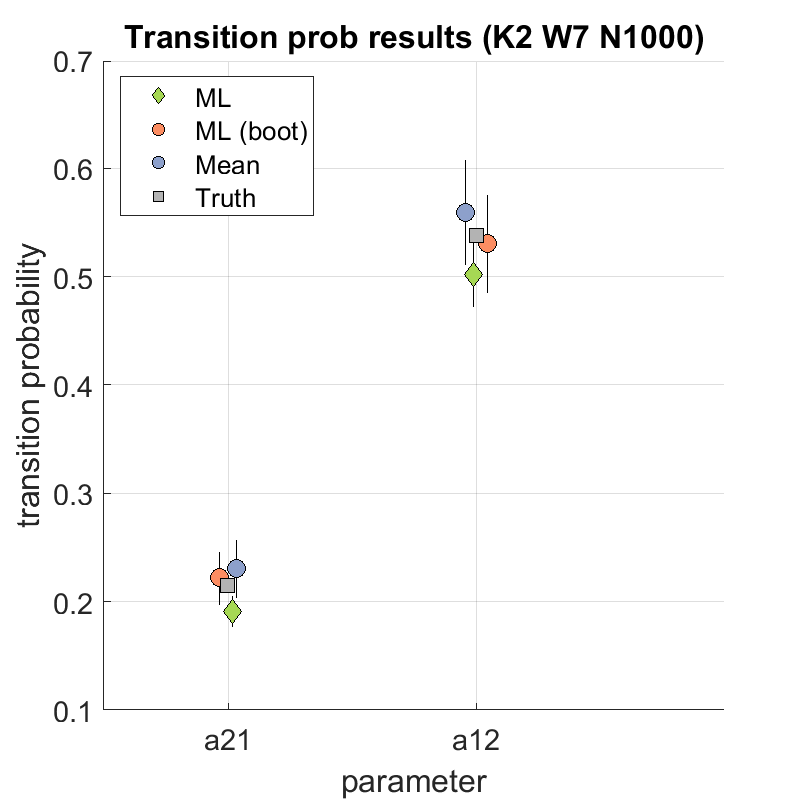 Transition prob results (K2 W7 N1000)
ML
ML (boot)
Mean
Truth
transition probability
0.7
0.6
0.5
0.4
0.3
0.2
0.1
a21
a12
parameter